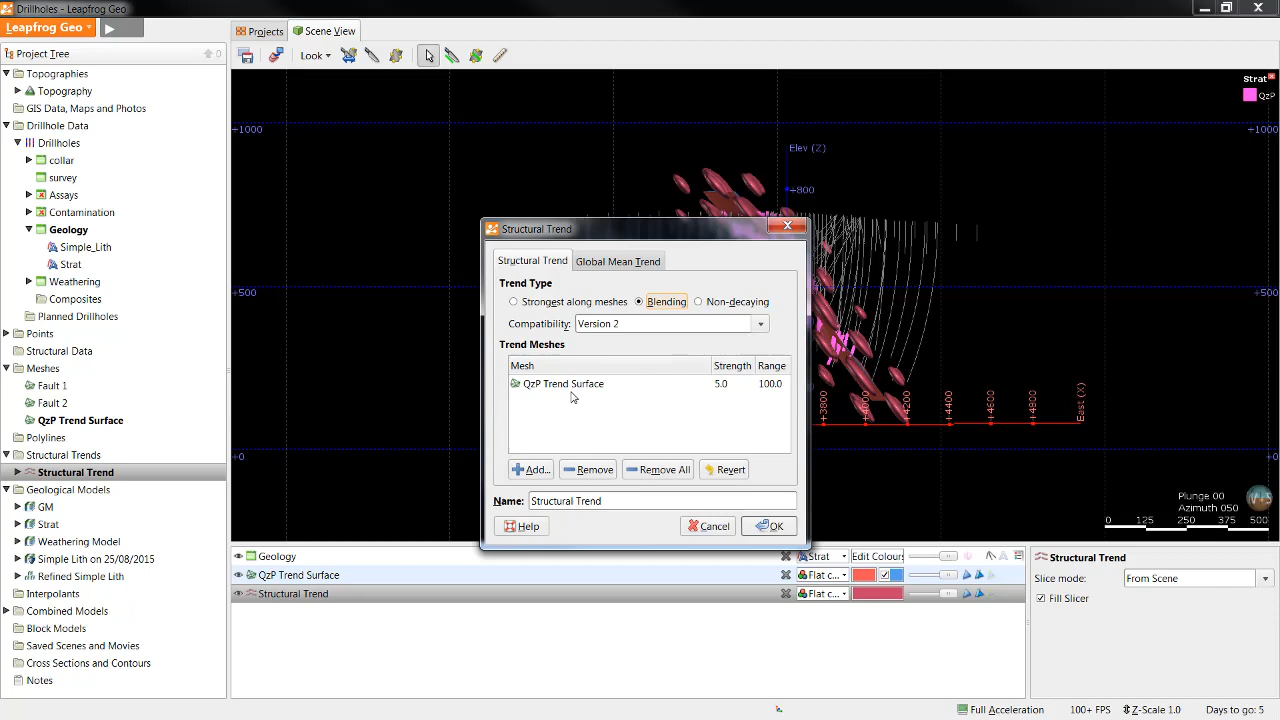 Drillholes - Leapfrog Geo
Leapfrog Geo
Projects
Scene View
Project Tree
0
Look
Topographies
Topography
GIS Data, Maps and Photos
Drillhole Data
Drillholes
collar
survey
Assays
Contamination
Geology
Simple_Lith
Strat
Weathering
Composites
Planned Drillholes
Points
Structural Data
Meshes
Fault 1
Fault 2
QzP Trend Surface
Polylines
Structural Trends
Structural Trend
Geological Models
GM
Strat
Weathering Model
Simple Lith on 25/08/2015
Refined Simple Lith
Interpolants
Combined Models
Block Models
Saved Scenes and Movies
Cross Sections and Contours
Notes
Strat
QzP
+1000
+1000
Elev (Z)
+800
+500
+500
+0
+0
+3800
+4000
+4200
+4400
+4600
+4800
East (X)
Plunge 00
Azimuth 050
0 125 250 375 500
Structural Trend
Structural Trend
Global Mean Trend
Trend Type
Strongest along meshes
Blending
Non-decaying
Compatibility: Version 2
Trend Meshes
Mesh Strength Range
QzP Trend Surface 5.0 100.0
Add...
Remove
Remove All
Revert
Name: Structural Trend
Help
Cancel
OK
Geology
Strat
Edit Colours
QzP Trend Surface
Flat c...
Structural Trend
Flat c...
Structural Trend
Slice mode: From Scene
Fill Slicer
Full Acceleration
100+ FPS
Z-Scale 1.0
Days to go: 5